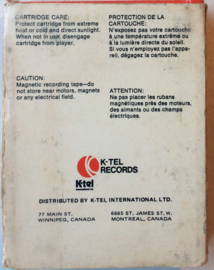 CARTRIDGE CARE:
Protect cartridge from extreme
heat or cold and direct sunlight.
When not in unit, disengage
cartridge from player.
PROTECTION DE LA
CARTOUCHE:
N'exposez pas votre cartouche
à une température extrême ou
à la lumière directe du soleil.
Si vous n'employez pas l'appa-
reil, dégagez la cartouche.
CAUTION:
Magnetic recording tape—do
not store near motors, magnets
or any electrical field.
ATTENTION:
Ne pas placer les rubans
magnétiques près des moteurs,
des aimants ou des champs
électriques.
K-TEL
RECORDS
K-tel
DISTRIBUTED BY K-TEL INTERNATIONAL LTD.
77 MAIN ST.
WINNIPEG, CANADA
6865 ST. JAMES ST. W.
MONTREAL, CANADA